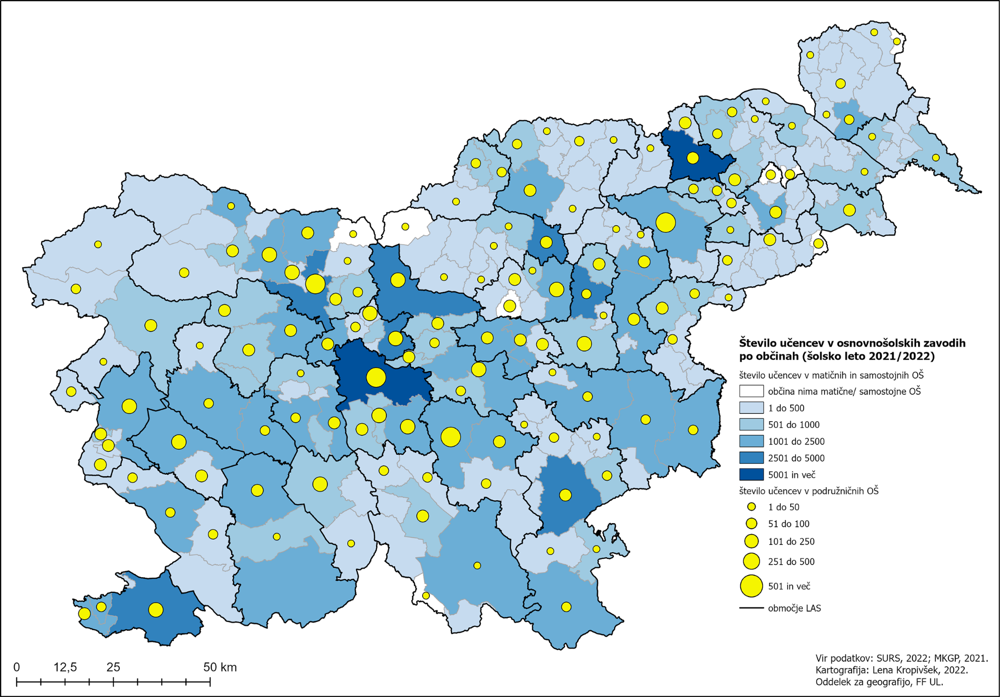 Število učencev v osnovnošolskih zavodih
po občinah (šolsko leto 2021/2022)
število učencev v matičnih in samostojnih OŠ
občina nima matične/ samostojne OŠ
1 do 500
501 do 1000
1001 do 2500
2501 do 5000
5001 in več
število učencev v podružničnih OŠ
1 do 50
51 do 100
101 do 250
251 do 500
501 in več
območje LAS
0 12,5 25 50 km
Vir podatkov: SURS, 2022; MKGP, 2021.
Kartografija: Lena Kropivšek, 2022.
Oddelek za geografijo, FF UL.